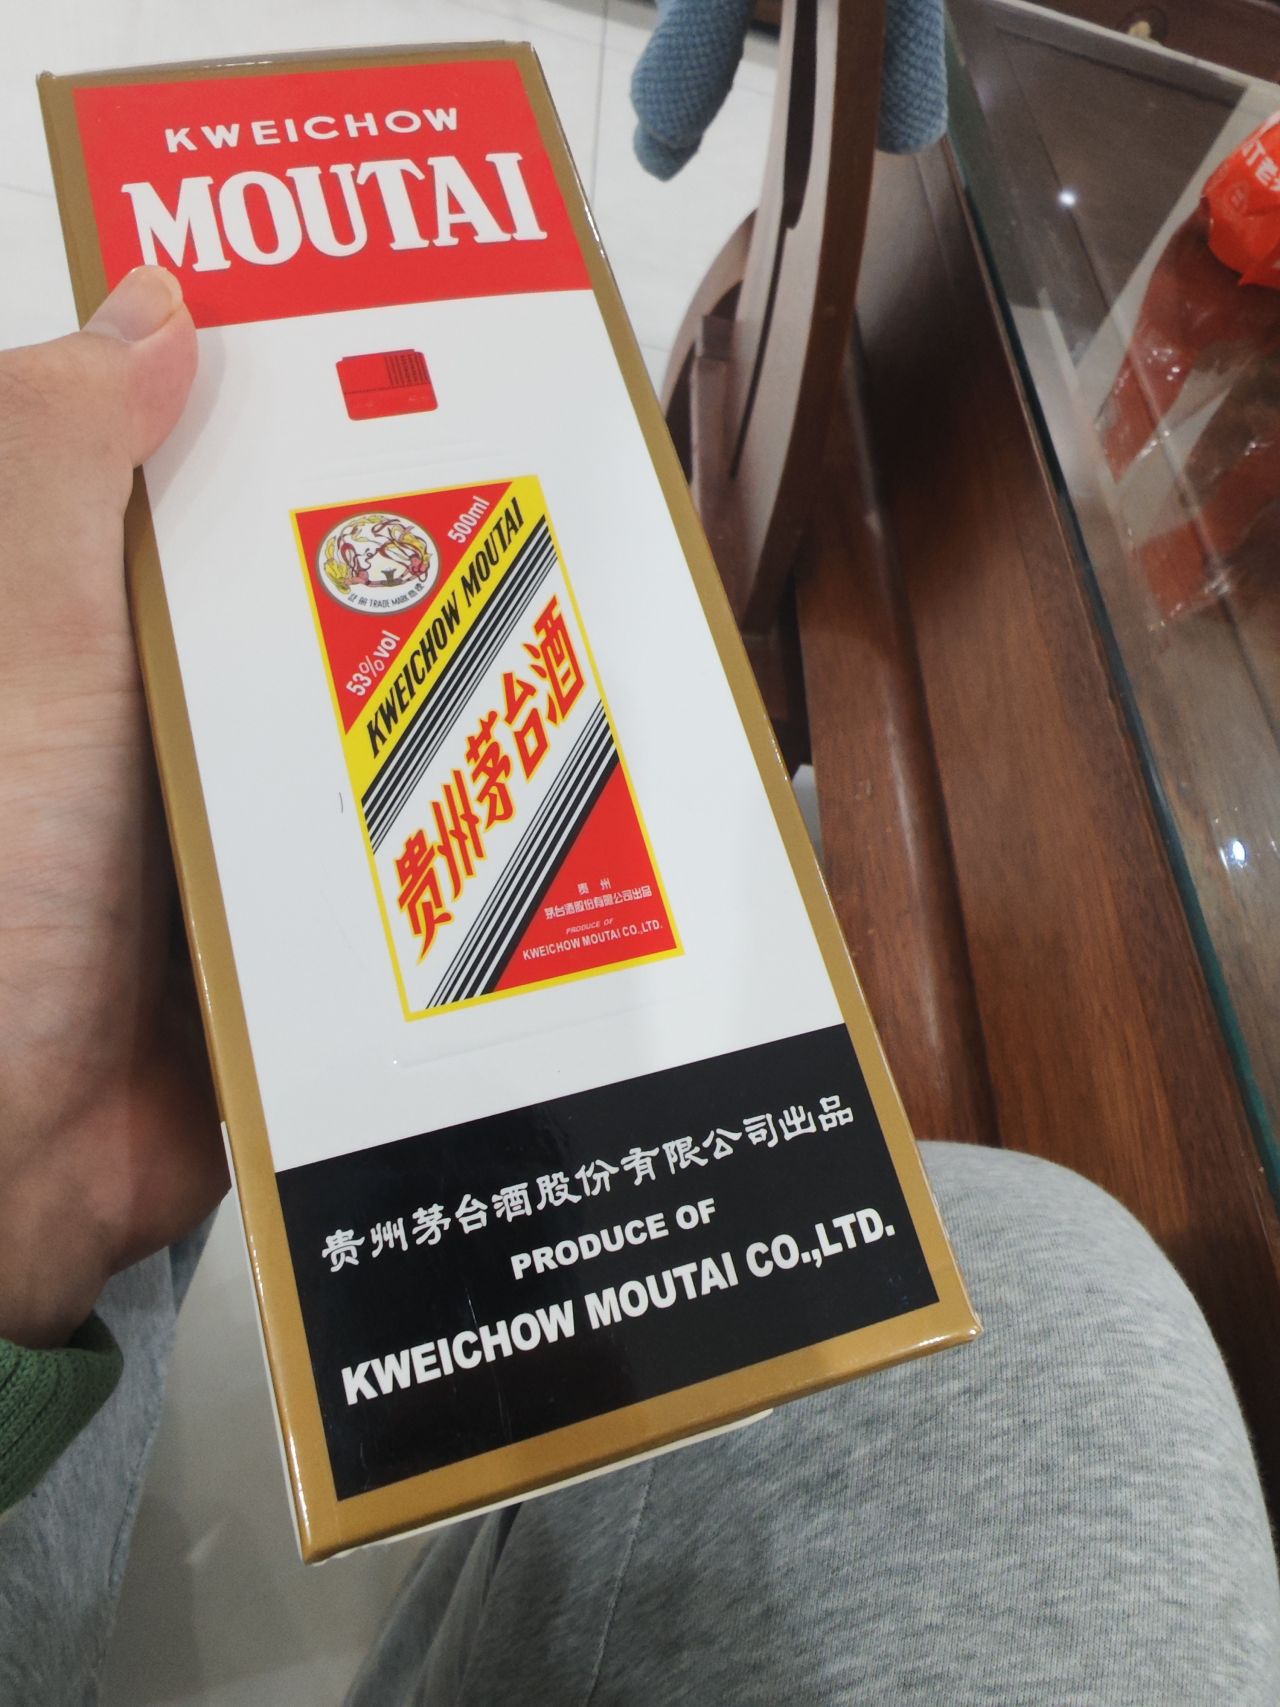 KWEICHOW
MOUTAI
500ml
TRADE MARK
53%vol
KWEICHOW MOUTAI
贵州茅台酒
贵州
茅台酒股份有限公司出品
PRODUCE OF
KWEICHOW MOUTAI CO.,LTD.
贵州茅台酒股份有限公司出品
PRODUCE OF
KWEICHOW MOUTAI CO.,LTD.